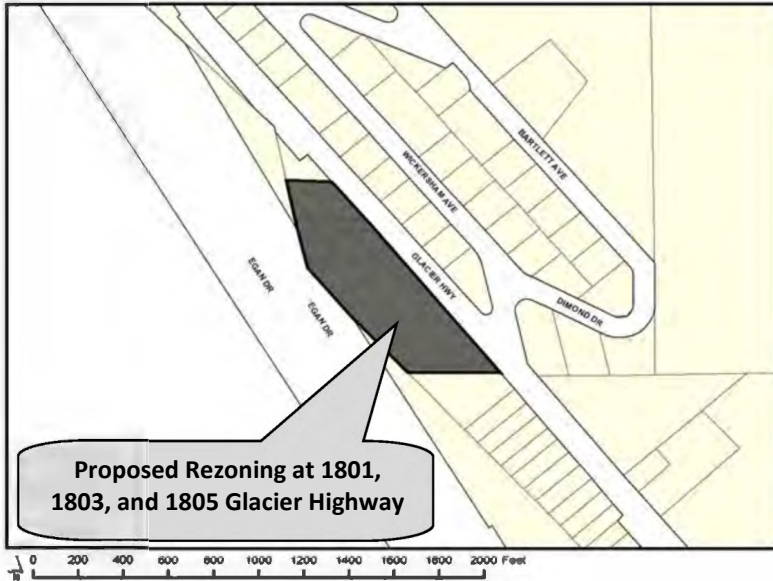 BARTLETT AVE
WICKERSHAM AVE
GLACIER HWY
EGAN DR
EGAN DR
DIMOND DR
Proposed Rezoning at 1801,
1803, and 1805 Glacier Highway
0 200 400 600 800 1000 1200 1400 1600 1800 2000 Feet